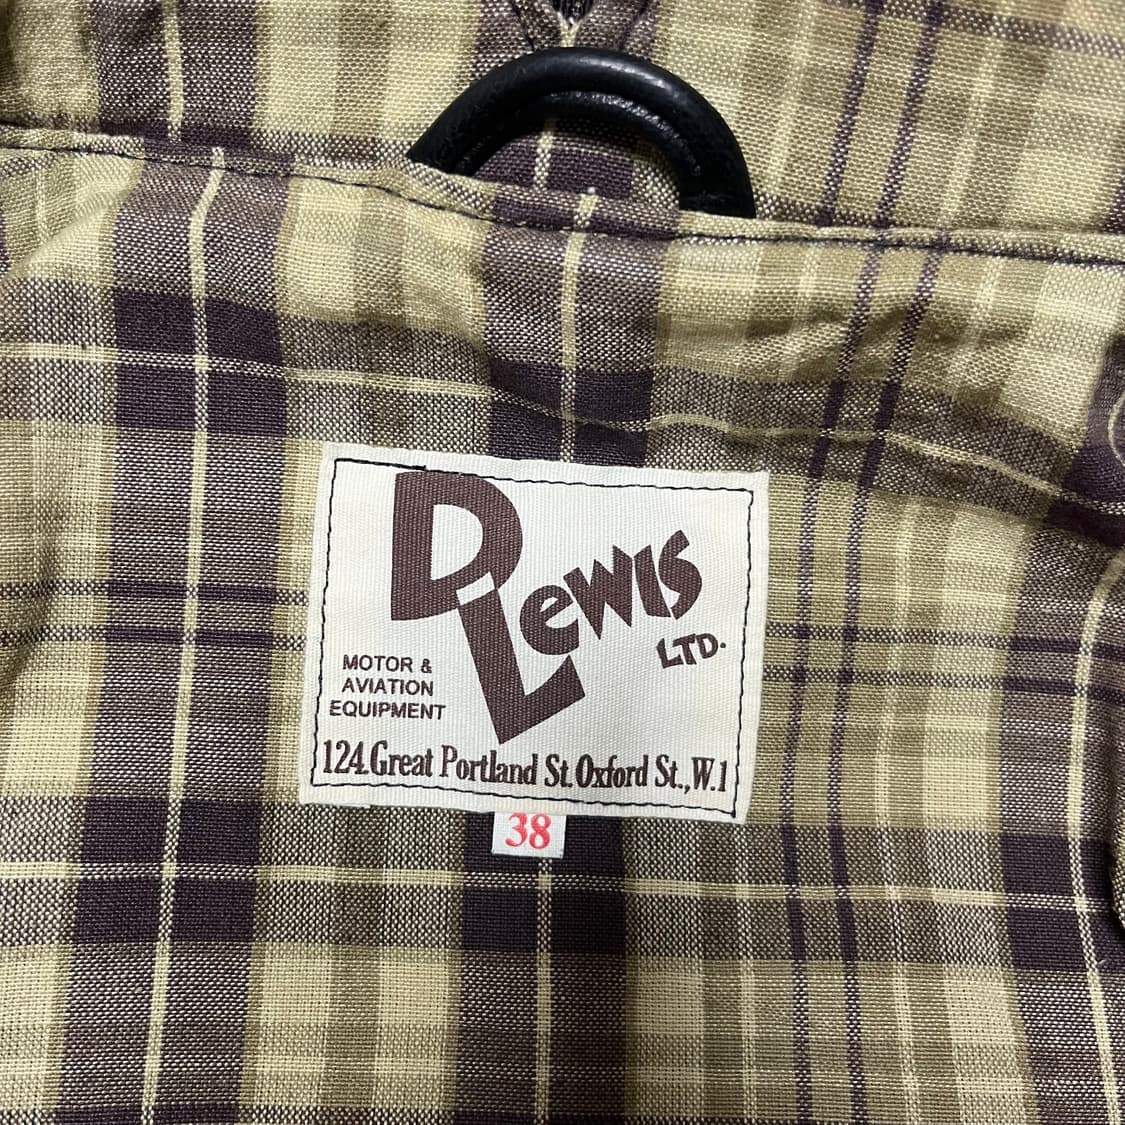 D Lewis
LTD.
MOTOR &
AVIATION
EQUIPMENT
124.Great Portland St.Oxford St.,W.1
38